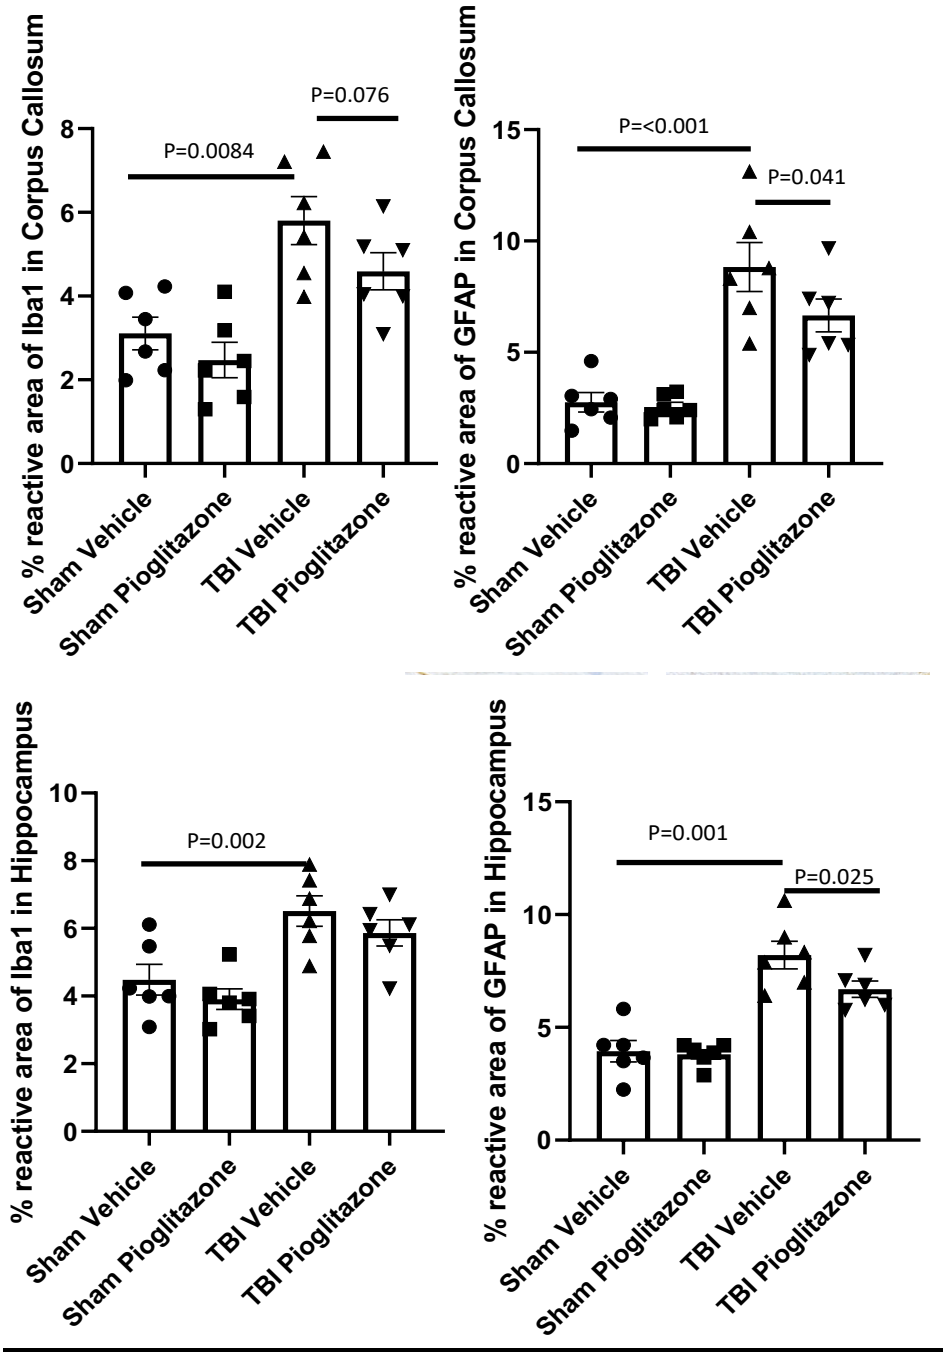 % reactive area of Iba1 in Corpus Callosum
8
6
4
2
0
P=0.0084
P=0.076
Sham Vehicle
Sham Pioglitazone
TBI Vehicle
TBI Pioglitazone
% reactive area of GFAP in Corpus Callosum
15
10
5
0
P=<0.001
P=0.041
Sham Vehicle
Sham Pioglitazone
TBI Vehicle
TBI Pioglitazone
% reactive area of Iba1 in Hippocampus
10
8
6
4
2
0
P=0.002
Sham Vehicle
Sham Pioglitazone
TBI Vehicle
TBI Pioglitazone
% reactive area of GFAP in Hippocampus
15
10
5
0
P=0.001
P=0.025
Sham Vehicle
Sham Pioglitazone
TBI Vehicle
TBI Pioglitazone